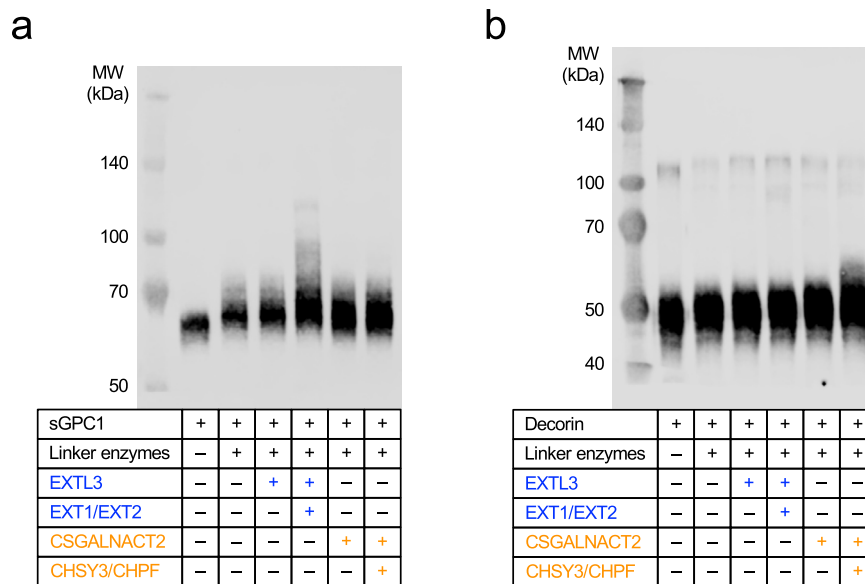 a
MW
(kDa)
140
100
70
50
sGPC1 + + + + + +
Linker enzymes – + + + + +
EXTL3 – – + + – –
EXT1/EXT2 – – – + – –
CSGALNACT2 – – – – + +
CHSY3/CHPF – – – – – +
b
MW
(kDa)
140
100
70
50
40
Decorin + + + + + +
Linker enzymes – + + + + +
EXTL3 – – + + – –
EXT1/EXT2 – – – + – –
CSGALNACT2 – – – – + +
CHSY3/CHPF – – – – – +